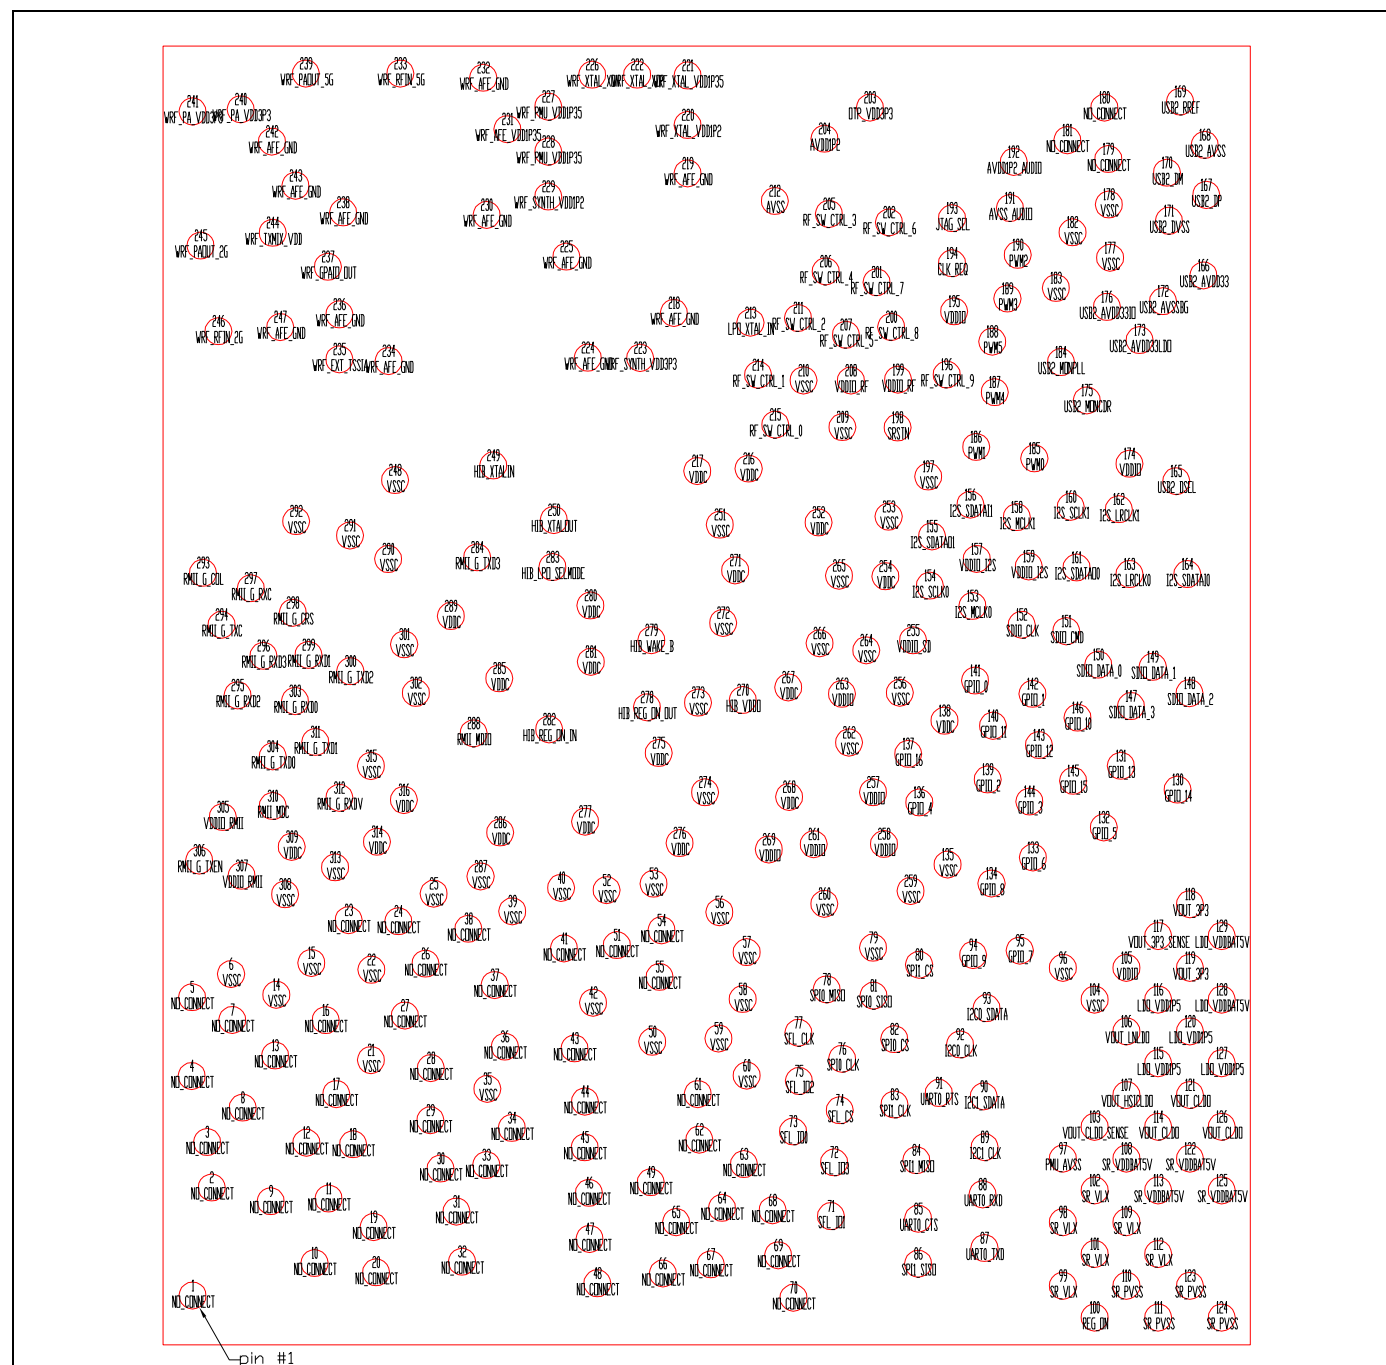 239
WRF_PAOUT_5G
233
WRF_RFIN_5G
232
WRF_AFE_GND
226
222
221
WRF_XTAL_VDD1P35
241
240
WRF_PA_VDD3P3
227
WRF_PMU_VDD1P35
203
OTP_VDD3P3
180
NO_CONNECT
169
USB2_RREF
242
WRF_AFE_GND
231
WRF_AFE_VDD1P35
228
WRF_PMU_VDD1P35
220
WRF_XTAL_VDD1P2
204
AVDD1P2
181
NO_CONNECT
168
USB2_AVSS
243
WRF_AFE_GND
219
WRF_AFE_GND
192
AVDD1P2_AUDIO
179
NO_CONNECT
170
USB2_DM
238
WRF_AFE_GND
230
WRF_AFE_GND
229
WRF_SYNTH_VDD1P2
212
AVSS
205
RF_SW_CTRL_3
202
RF_SW_CTRL_6
193
JTAG_SEL
191
AVSS_AUDIO
178
VSSC
167
USB2_DP
171
USB2_DVSS
245
WRF_PAOUT_2G
244
WRF_TXMIX_VDD
182
VSSC
237
WRF_GPAIO_OUT
225
WRF_AFE_GND
206
RF_SW_CTRL_4
201
RF_SW_CTRL_7
194
CLK_REQ
190
PWM2
177
VSSC
166
USB2_AVDD33
183
VSSC
246
WRF_RFIN_2G
247
WRF_AFE_GND
236
WRF_AFE_GND
218
WRF_AFE_GND
213
LPO_XTAL_IN
211
RF_SW_CTRL_2
207
RF_SW_CTRL_5
200
RF_SW_CTRL_8
195
VDDIO
189
PWM3
176
USB2_AVDD33IO
172
USB2_AVSSBG
188
PWM5
173
USB2_AVDD33LDO
235
WRF_EXT_TSSIA
234
WRF_AFE_GND
224
WRF_AFE_GND
223
WRF_SYNTH_VDD3P3
214
RF_SW_CTRL_1
210
VSSC
208
VDDIO_RF
199
VDDIO_RF
196
RF_SW_CTRL_9
184
USB2_MONPLL
187
PWM4
175
USB2_MONCDR
215
RF_SW_CTRL_0
209
VSSC
198
SRSTN
186
PWM1
185
PWM0
174
VDDIO
165
USB2_DSEL
248
VSSC
249
HIB_XTALIN
217
VDDC
216
VDDC
197
VSSC
292
VSSC
291
VSSC
250
HIB_XTALOUT
251
VSSC
252
VDDC
253
VSSC
156
I2S_SDATAI1
158
I2S_MCLK1
160
I2S_SCLK1
162
I2S_LRCLK1
155
I2S_SDATAO1
293
RMII_G_COL
290
VSSC
284
RMII_G_TXD3
283
HIB_LPO_SELMODE
271
VDDC
265
VSSC
254
VDDC
157
VDDIO_I2S
159
VDDIO_I2S
161
I2S_SDATAO0
163
I2S_LRCLK0
164
I2S_SDATAI0
154
I2S_SCLK0
297
RMII_G_RXC
298
RMII_G_CRS
289
VDDC
280
VDDC
153
I2S_MCLK0
294
RMII_G_TXC
272
VSSC
152
SDIO_CLK
151
SDIO_CMD
301
VSSC
279
HIB_WAKE_B
266
VSSC
264
VSSC
255
VDDIO_SD
296
RMII_G_RXD3
299
RMII_G_RXD1
300
RMII_G_TXD2
281
VDDC
150
SDIO_DATA_0
149
SDIO_DATA_1
295
RMII_G_RXD2
303
RMII_G_RXD0
302
VSSC
285
VDDC
278
HIB_REG_ON_OUT
273
VSSC
270
HIB_VDDO
267
VDDC
263
VDDIO
256
VSSC
141
GPIO_0
142
GPIO_1
147
SDIO_DATA_3
148
SDIO_DATA_2
288
RMII_MDIO
282
HIB_REG_ON_IN
138
VDDC
140
GPIO_11
146
GPIO_10
304
RMII_G_TXD0
311
RMII_G_TXD1
315
VSSC
275
VDDC
262
VSSC
137
GPIO_16
143
GPIO_12
131
GPIO_13
305
VDDIO_RMII
310
RMII_MDC
312
RMII_G_RXDV
316
VDDC
274
VSSC
268
VDDC
257
VDDIO
136
GPIO_4
139
GPIO_2
144
GPIO_3
145
GPIO_15
130
GPIO_14
309
VDDC
314
VDDC
286
VDDC
277
VDDC
276
VDDC
269
VDDIO
261
VDDIO
258
VDDIO
132
GPIO_5
306
RMII_G_TXEN
307
VDDIO_RMII
313
VSSC
287
VSSC
135
VSSC
133
GPIO_6
308
VSSC
25
VSSC
40
VSSC
52
VSSC
53
VSSC
260
VSSC
259
VSSC
134
GPIO_8
23
NO_CONNECT
24
NO_CONNECT
38
NO_CONNECT
39
VSSC
54
NO_CONNECT
56
VSSC
118
VOUT_3P3
41
NO_CONNECT
51
NO_CONNECT
57
VSSC
79
VSSC
117
VOUT_3P3_SENSE
129
LDO_VDDBAT5V
6
VSSC
15
VSSC
22
VSSC
26
NO_CONNECT
55
NO_CONNECT
80
SPI1_CS
94
GPIO_9
95
GPIO_7
96
VSSC
105
VDDIO
119
VOUT_3P3
5
NO_CONNECT
14
VSSC
37
NO_CONNECT
42
VSSC
58
VSSC
78
SPI0_MISO
81
SPI0_SISO
104
VSSC
116
LDO_VDD1P5
128
LDO_VDDBAT5V
7
NO_CONNECT
16
NO_CONNECT
27
NO_CONNECT
93
I2C0_SDATA
13
NO_CONNECT
21
VSSC
36
NO_CONNECT
43
NO_CONNECT
50
VSSC
59
VSSC
77
SFL_CLK
82
SPI0_CS
92
I2C0_CLK
106
VOUT_LNLDO
120
LDO_VDD1P5
4
NO_CONNECT
28
NO_CONNECT
60
VSSC
76
SPI0_CLK
115
LDO_VDD1P5
127
LDO_VDD1P5
8
NO_CONNECT
17
NO_CONNECT
35
VSSC
44
NO_CONNECT
61
NO_CONNECT
75
SFL_IO2
74
SFL_CS
83
SPI1_CLK
91
UART0_RTS
90
I2C1_SDATA
107
VOUT_HSICLDO
121
VOUT_CLDO
3
NO_CONNECT
12
NO_CONNECT
18
NO_CONNECT
29
NO_CONNECT
34
NO_CONNECT
45
NO_CONNECT
62
NO_CONNECT
73
SFL_IO0
89
I2C1_CLK
103
VOUT_CLDO_SENSE
114
VOUT_CLDO
126
VOUT_CLDO
2
NO_CONNECT
30
NO_CONNECT
33
NO_CONNECT
63
NO_CONNECT
72
SFL_IO3
84
SPI1_MISO
97
PMU_AVSS
108
SR_VDDBAT5V
122
SR_VDDBAT5V
9
NO_CONNECT
11
NO_CONNECT
46
NO_CONNECT
49
NO_CONNECT
88
UART0_RXD
102
SR_VLX
113
SR_VDDBAT5V
125
SR_VDDBAT5V
19
NO_CONNECT
31
NO_CONNECT
65
NO_CONNECT
64
NO_CONNECT
68
NO_CONNECT
71
SFL_IO1
85
UART0_CTS
98
SR_VLX
109
SR_VLX
10
NO_CONNECT
20
NO_CONNECT
32
NO_CONNECT
47
NO_CONNECT
66
NO_CONNECT
67
NO_CONNECT
69
NO_CONNECT
86
SPI1_SISO
87
UART0_TXD
101
SR_VLX
112
SR_VLX
1
NO_CONNECT
48
NO_CONNECT
70
NO_CONNECT
99
SR_VLX
110
SR_PVSS
123
SR_PVSS
100
REG_ON
111
SR_PVSS
124
SR_PVSS
pin #1